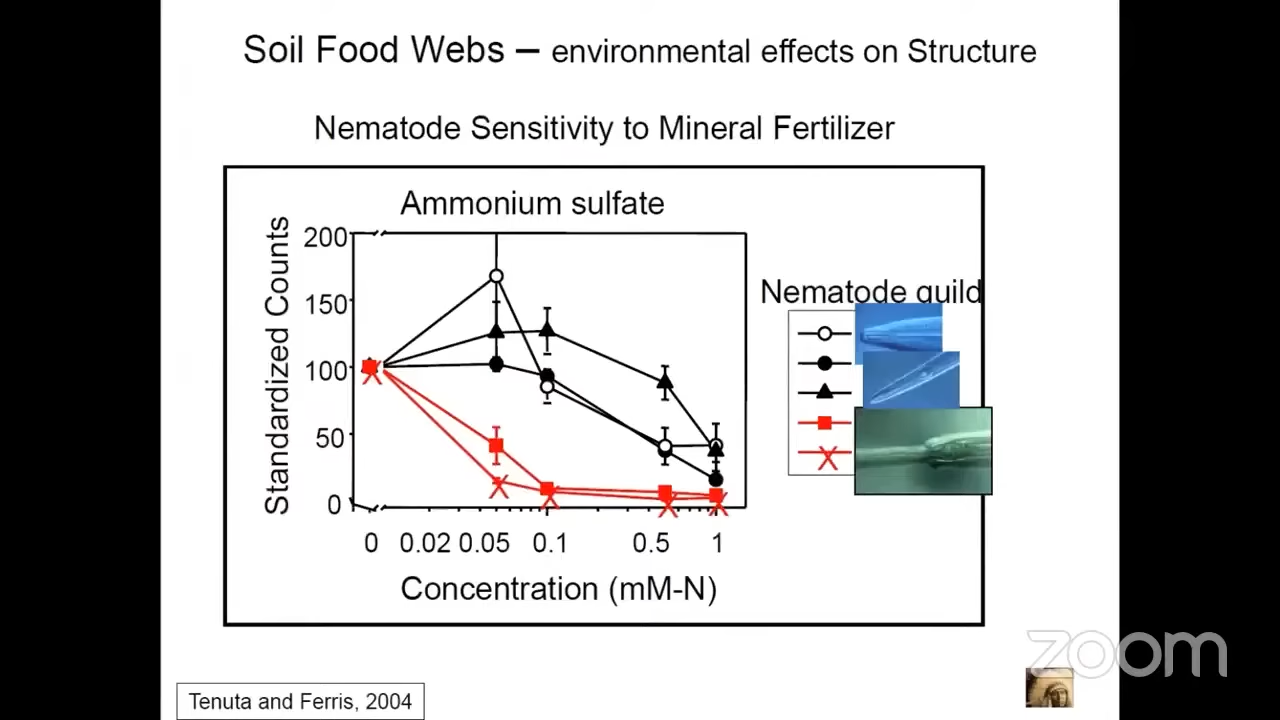 Soil Food Webs – environmental effects on Structure
Nematode Sensitivity to Mineral Fertilizer
Ammonium sulfate
Standardized Counts
200
150
100
50
0
0 0.02 0.05 0.1 0.5 1
Concentration (mM-N)
Nematode guild
Tenuta and Ferris, 2004
zoom